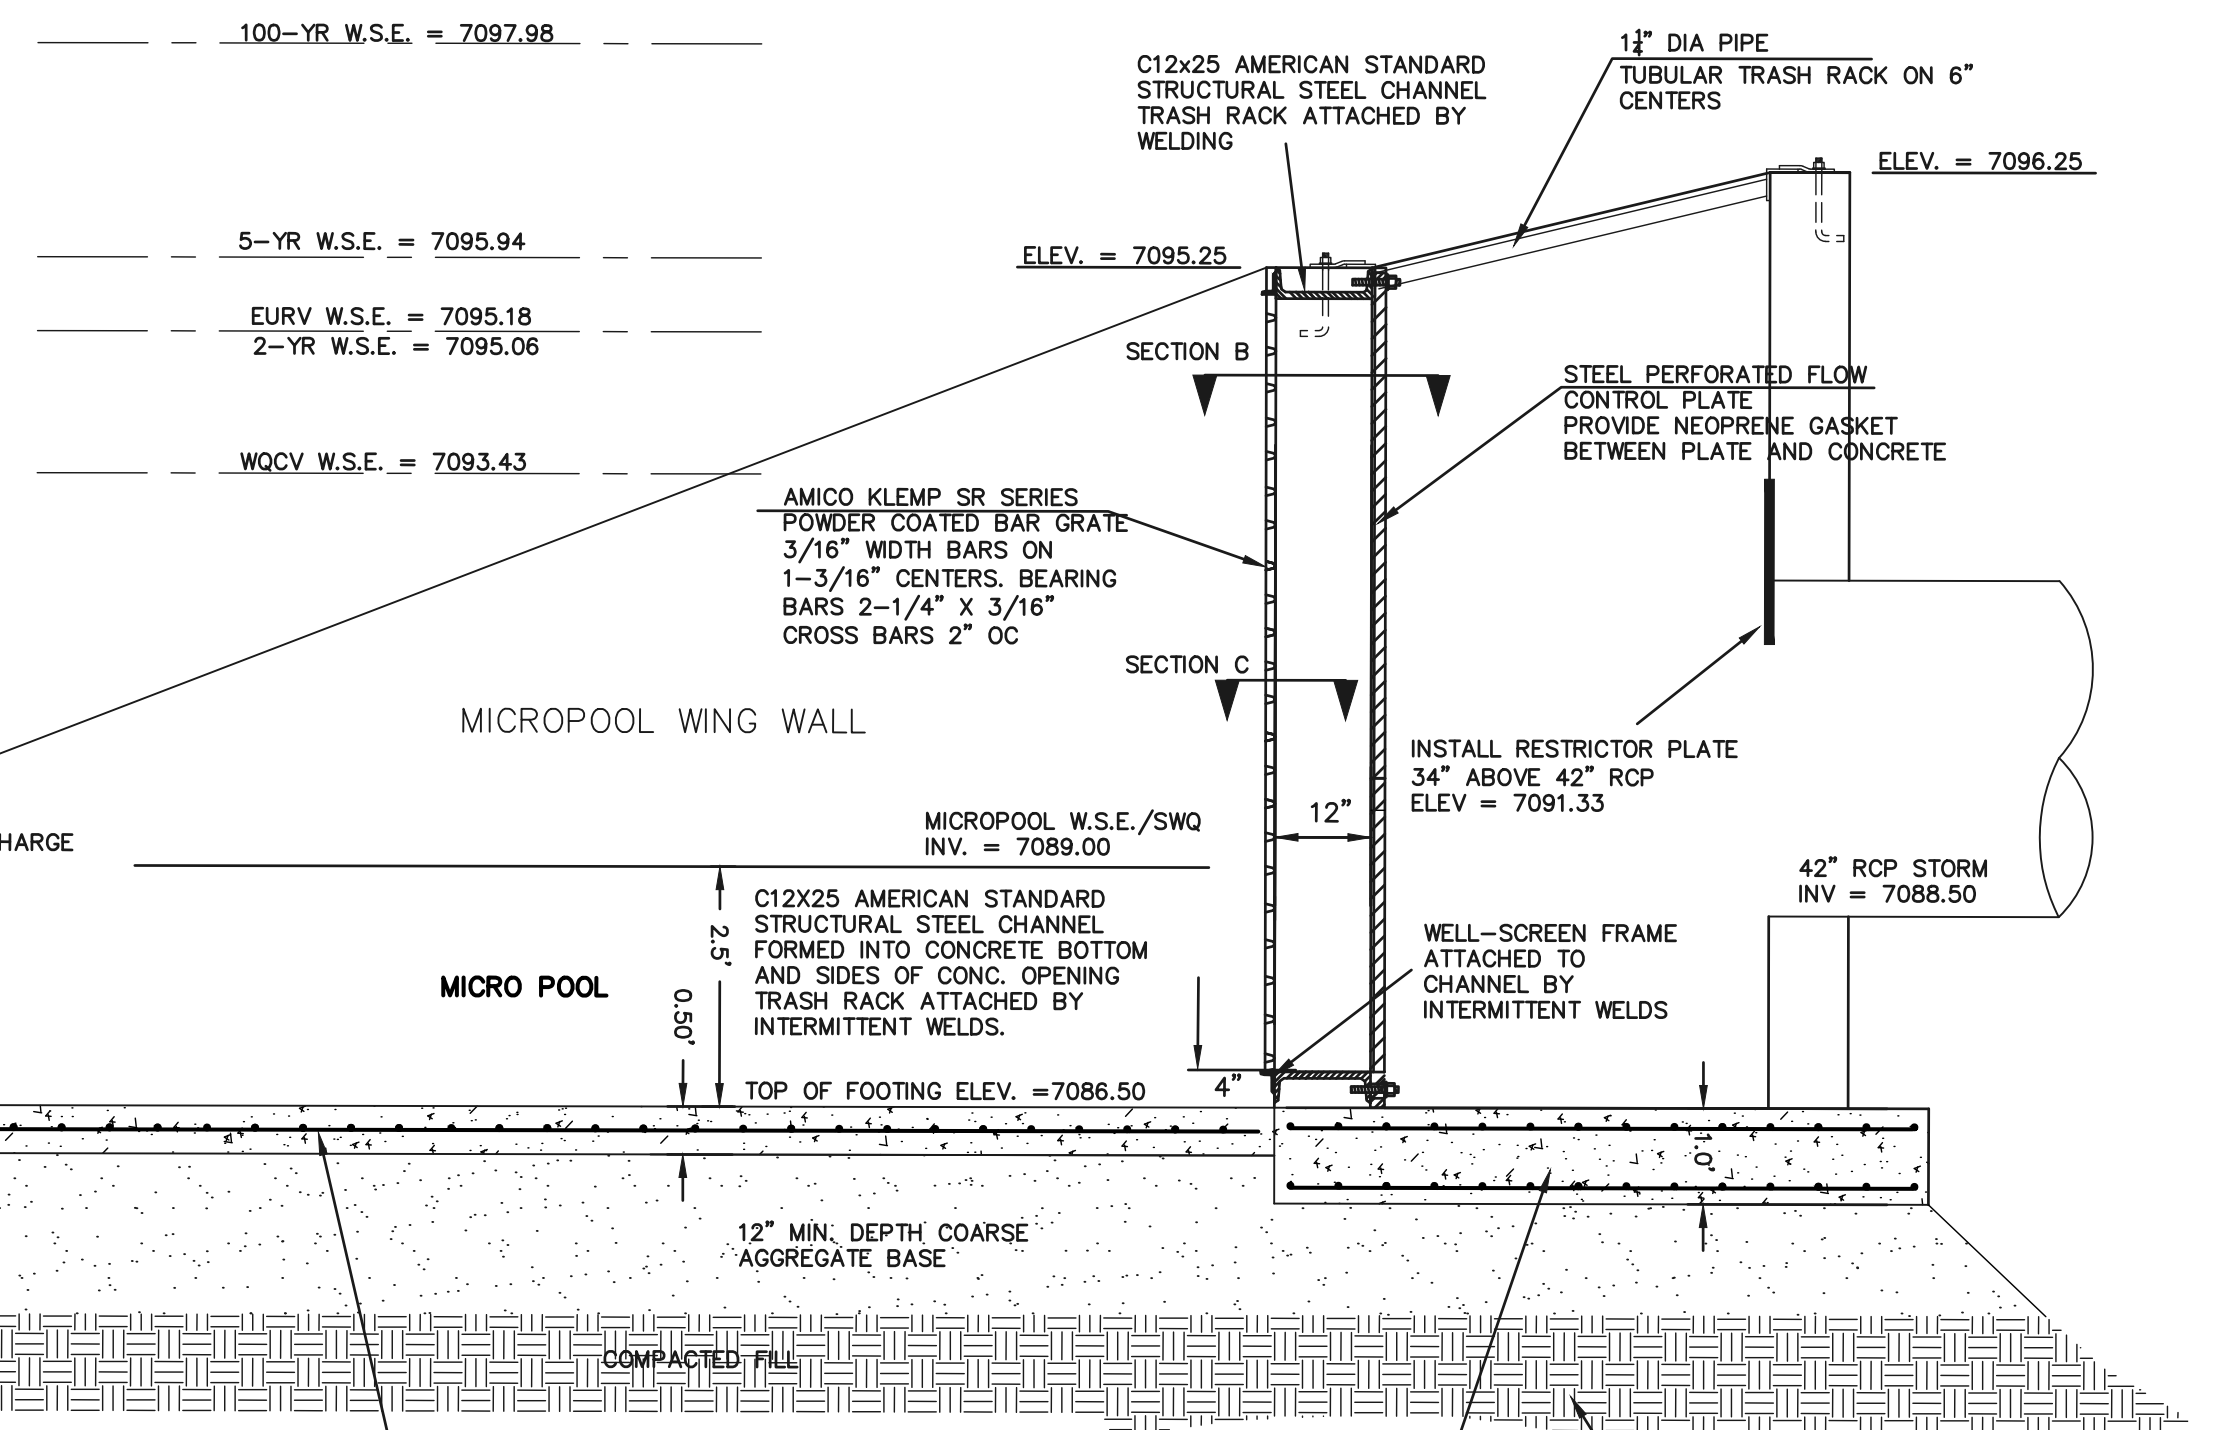 100-YR W.S.E. = 7097.98
5-YR W.S.E. = 7095.94
EURV W.S.E. = 7095.18
2-YR W.S.E. = 7095.06
WQCV W.S.E. = 7093.43
C12x25 AMERICAN STANDARD
STRUCTURAL STEEL CHANNEL
TRASH RACK ATTACHED BY
WELDING
1¼" DIA PIPE
TUBULAR TRASH RACK ON 6"
CENTERS
ELEV. = 7096.25
ELEV. = 7095.25
SECTION B
STEEL PERFORATED FLOW
CONTROL PLATE
PROVIDE NEOPRENE GASKET
BETWEEN PLATE AND CONCRETE
AMICO KLEMP SR SERIES
POWDER COATED BAR GRATE
3/16" WIDTH BARS ON
1-3/16" CENTERS. BEARING
BARS 2-1/4" X 3/16"
CROSS BARS 2" OC
SECTION C
MICROPOOL WING WALL
INSTALL RESTRICTOR PLATE
34" ABOVE 42" RCP
ELEV = 7091.33
12"
MICROPOOL W.S.E./SWQ
INV. = 7089.00
HARGE
42" RCP STORM
INV = 7088.50
C12X25 AMERICAN STANDARD
STRUCTURAL STEEL CHANNEL
FORMED INTO CONCRETE BOTTOM
AND SIDES OF CONC. OPENING
TRASH RACK ATTACHED BY
INTERMITTENT WELDS.
2.5'
0.50'
MICRO POOL
WELL-SCREEN FRAME
ATTACHED TO
CHANNEL BY
INTERMITTENT WELDS
4"
TOP OF FOOTING ELEV. =7086.50
1.0'
12" MIN. DEPTH COARSE
AGGREGATE BASE
COMPACTED FILL